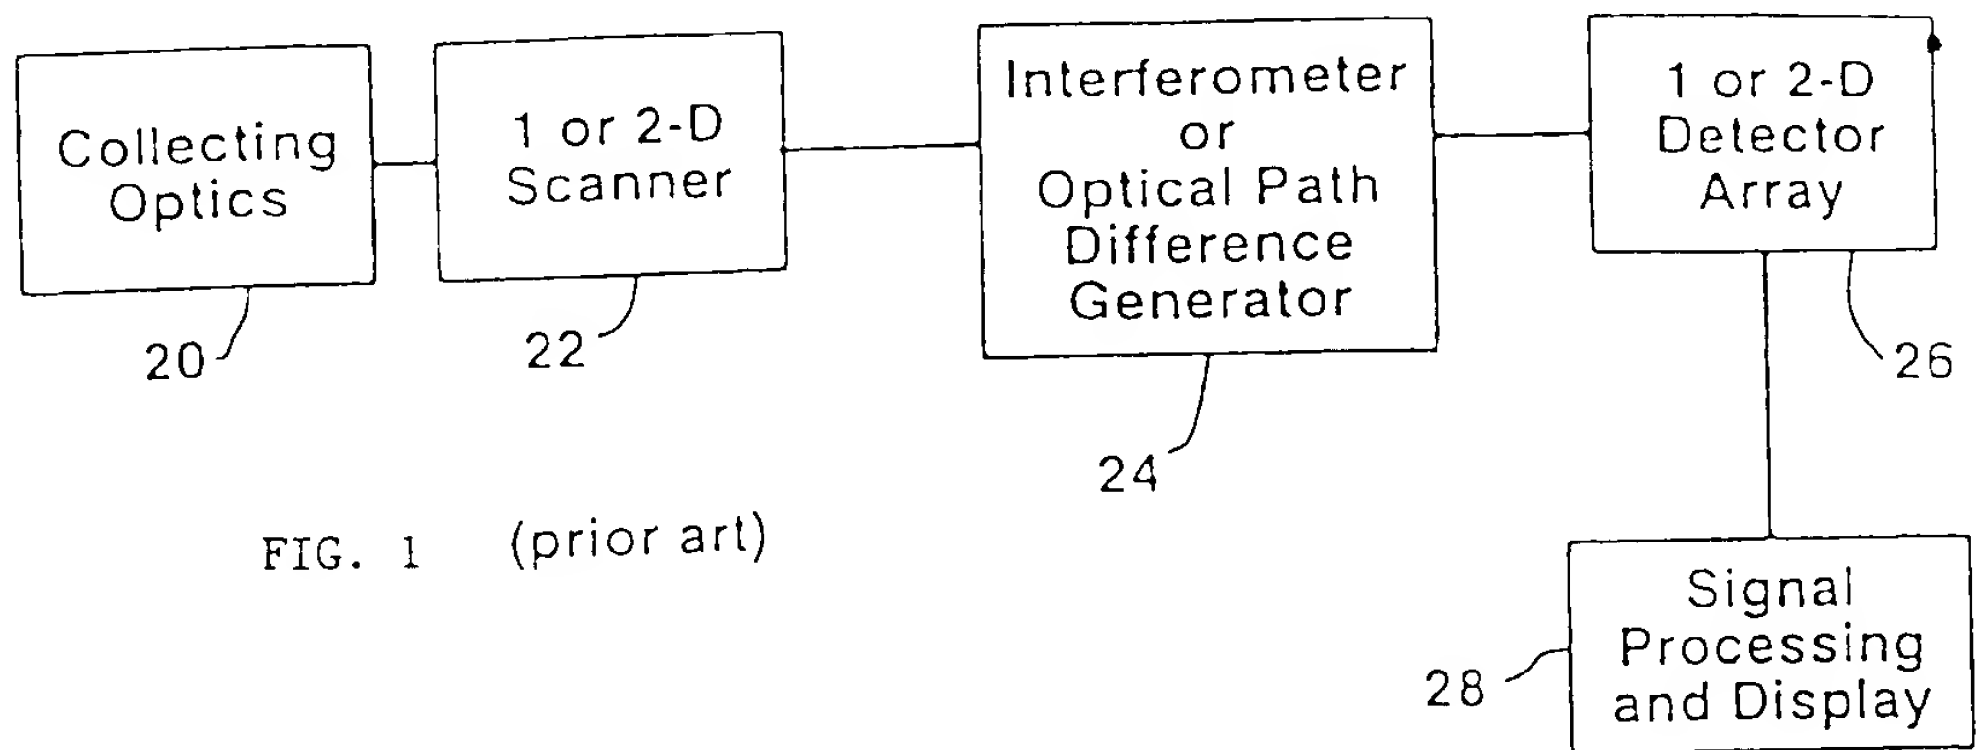 Collecting
Optics
20
1 or 2-D
Scanner
22
Interferometer
or
Optical Path
Difference
Generator
24
1 or 2-D
Detector
Array
26
Signal
Processing
and Display
28
FIG. 1 (prior art)